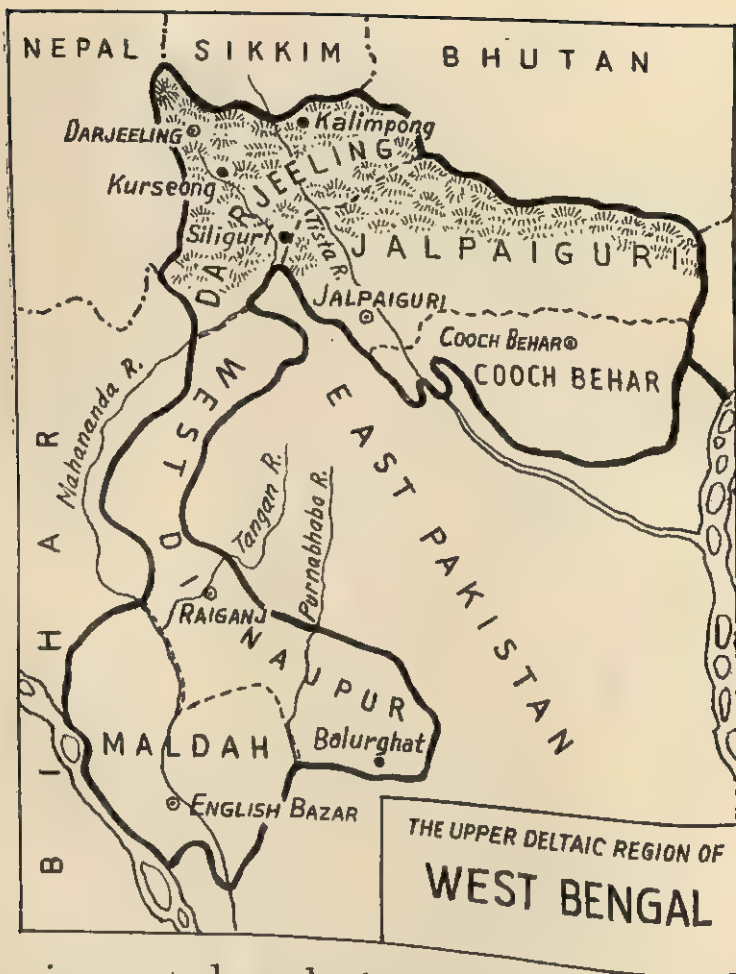 NEPAL
SIKKIM
BHUTAN
DARJEELING
Kalimpong
DARJEELING
Kurseong
Siliguri
Tista R.
JALPAIGURI
JALPAIGURI
COOCH BEHAR
COOCH BEHAR
Mahananda R.
WEST DINAJPUR
EAST PAKISTAN
BIHAR
Tangan R.
Purnabhaba R.
RAIGANJ
MALDAH
Balurghat
ENGLISH BAZAR
THE UPPER DELTAIC REGION OF
WEST BENGAL